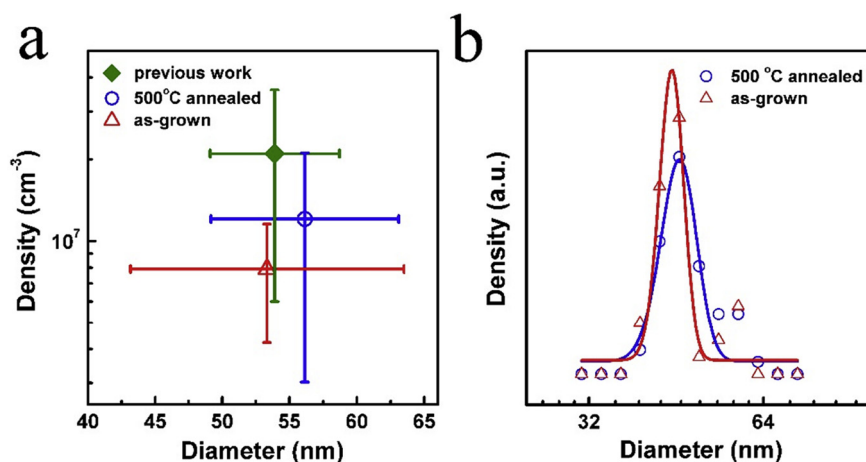 a
previous work
500°C annealed
as-grown
Density (cm⁻³)
10⁷
40 45 50 55 60 65
Diameter (nm)
b
500 °C annealed
as-grown
Density (a.u.)
32 64
Diameter (nm)